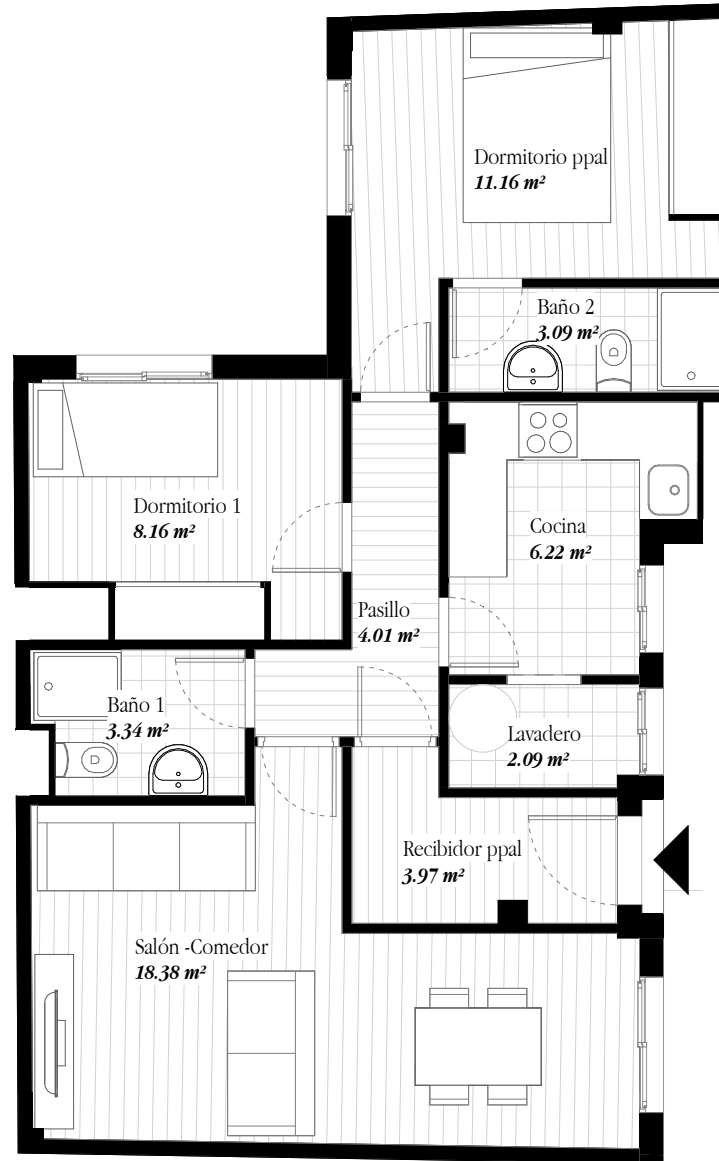 Dormitorio ppal
11.16 m²
Baño 2
3.09 m²
Dormitorio 1
8.16 m²
Cocina
6.22 m²
Pasillo
4.01 m²
Baño 1
3.34 m²
Lavadero
2.09 m²
Recibidor ppal
3.97 m²
Salón -Comedor
18.38 m²